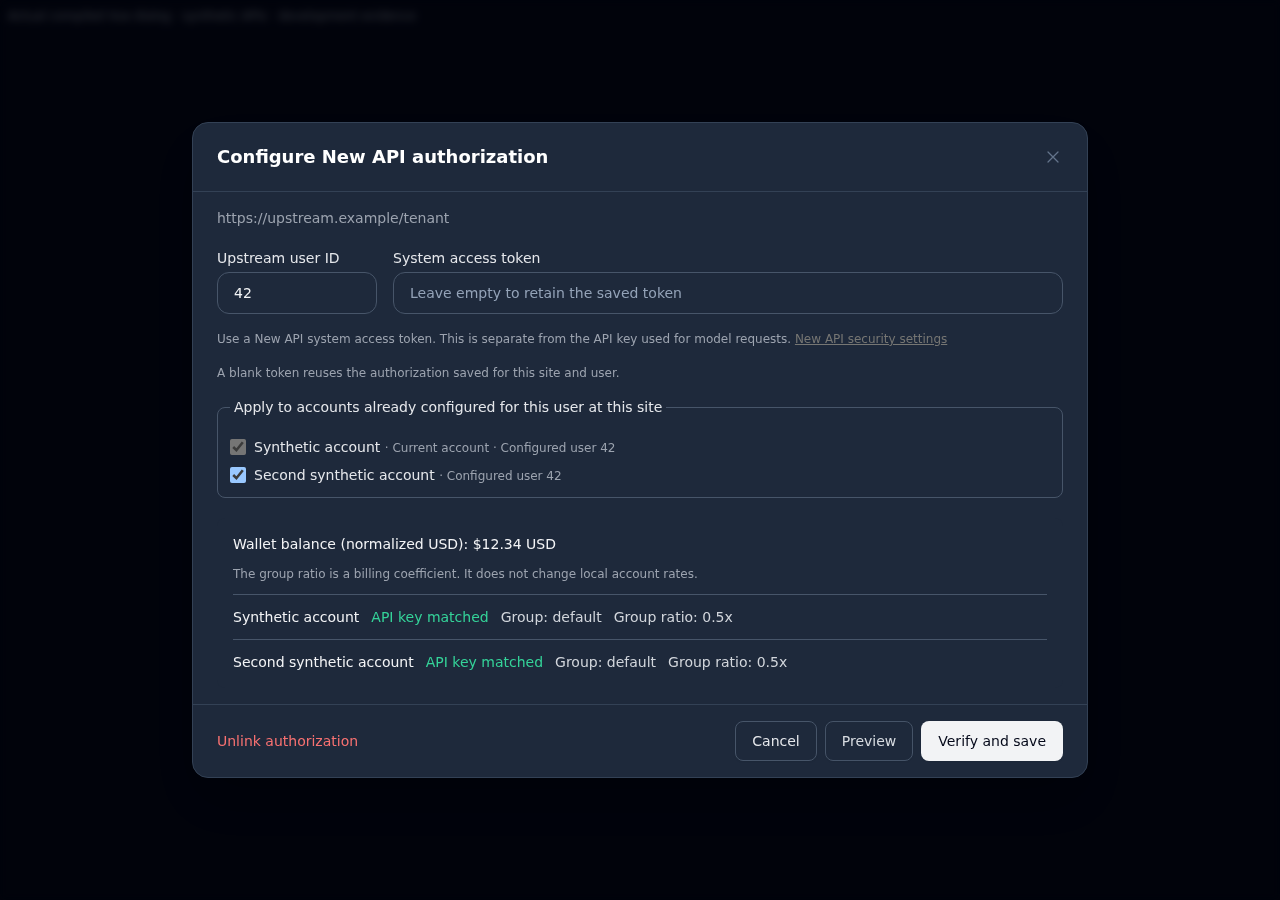 Configure New API authorization
https://upstream.example/tenant
Upstream user ID System access token
42 Leave empty to retain the saved token
Use a New API system access token. This is separate from the API key used for model requests. New API security settings
A blank token reuses the authorization saved for this site and user.
Apply to accounts already configured for this user at this site
Synthetic account · Current account · Configured user 42
Second synthetic account · Configured user 42
Wallet balance (normalized USD): $12.34 USD
The group ratio is a billing coefficient. It does not change local account rates.
Synthetic account API key matched Group: default Group ratio: 0.5x
Second synthetic account API key matched Group: default Group ratio: 0.5x
Unlink authorization Cancel Preview Verify and save